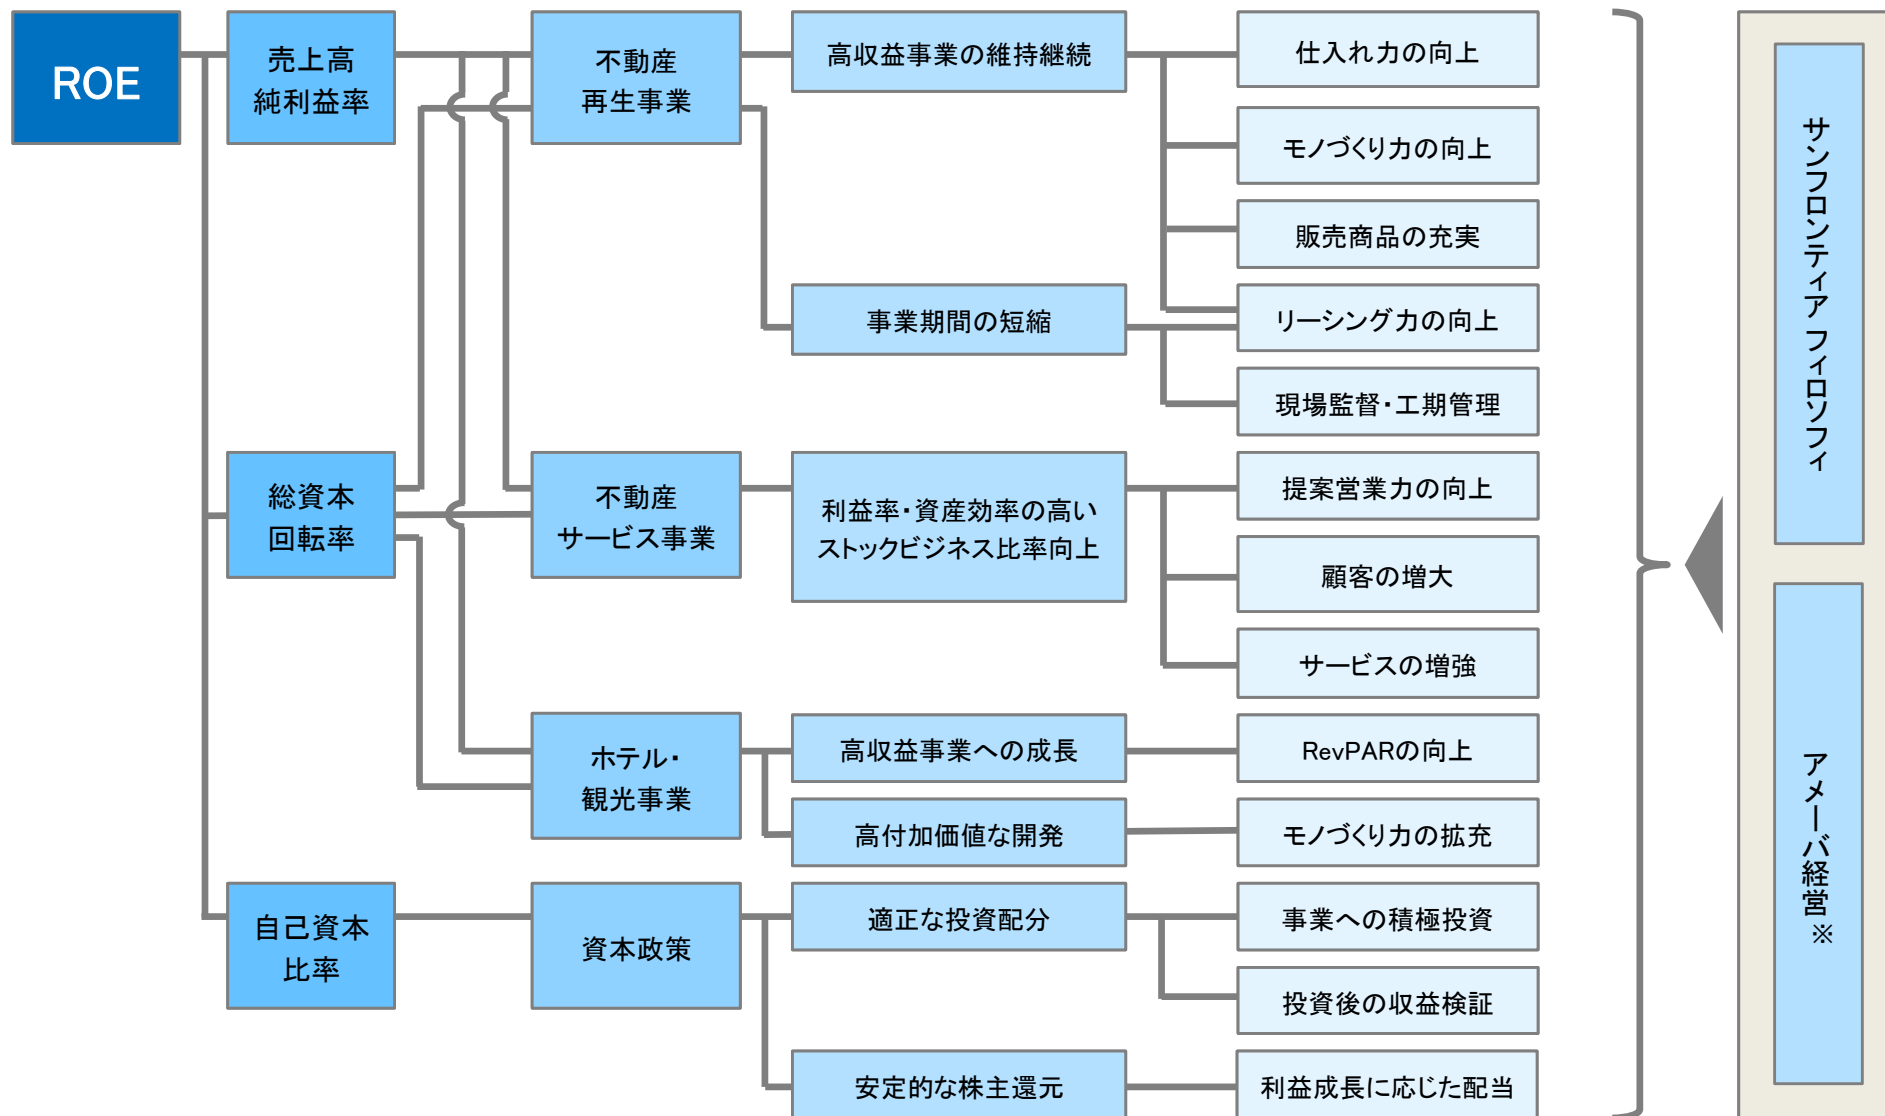 ROE
売上高
純利益率
総資本
回転率
自己資本
比率
不動産
再生事業
不動産
サービス事業
ホテル・
観光事業
資本政策
高収益事業の維持継続
事業期間の短縮
利益率・資産効率の高い
ストックビジネス比率向上
高収益事業への成長
高付加価値な開発
適正な投資配分
安定的な株主還元
仕入れ力の向上
モノづくり力の向上
販売商品の充実
リーシング力の向上
現場監督・工期管理
提案営業力の向上
顧客の増大
サービスの増強
RevPARの向上
モノづくり力の拡充
事業への積極投資
投資後の収益検証
利益成長に応じた配当
サンフロンティア フィロソフィ
アメーバ経営※